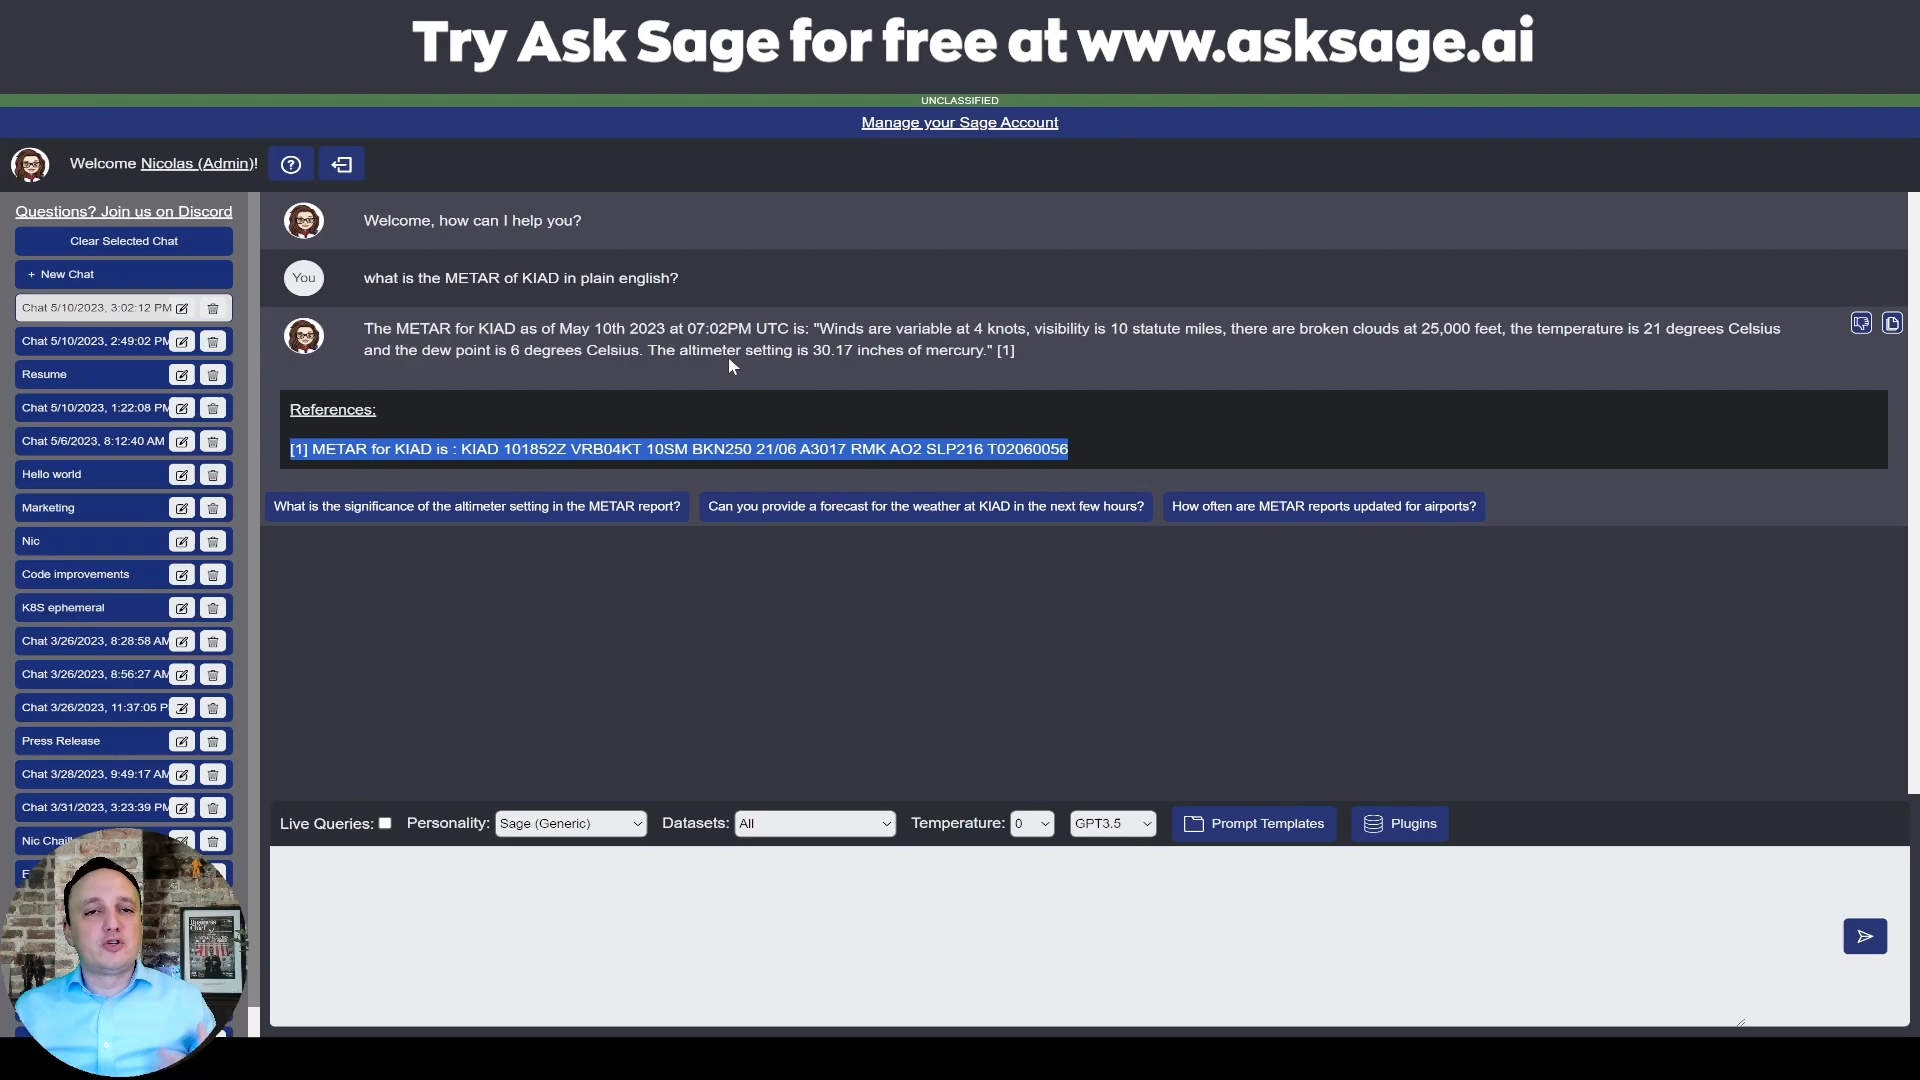 Try Ask Sage for free at www.asksage.ai
UNCLASSIFIED
Manage your Sage Account
Welcome Nicolas (Admin)!
Questions? Join us on Discord
Clear Selected Chat
+ New Chat
Chat 5/10/2023, 3:02:12 PM
Chat 5/10/2023, 2:49:02 PM
Resume
Chat 5/10/2023, 1:22:08 PM
Chat 5/6/2023, 8:12:40 AM
Hello world
Marketing
Nic
Code improvements
K8S ephemeral
Chat 3/26/2023, 8:28:58 AM
Chat 3/26/2023, 8:56:27 AM
Chat 3/26/2023, 11:37:05 P
Press Release
Chat 3/28/2023, 9:49:17 AM
Chat 3/31/2023, 3:23:39 PM
Nic Chail
E
Welcome, how can I help you?
You
what is the METAR of KIAD in plain english?
The METAR for KIAD as of May 10th 2023 at 07:02PM UTC is: "Winds are variable at 4 knots, visibility is 10 statute miles, there are broken clouds at 25,000 feet, the temperature is 21 degrees Celsius
and the dew point is 6 degrees Celsius. The altimeter setting is 30.17 inches of mercury." [1]
References:
[1] METAR for KIAD is : KIAD 101852Z VRB04KT 10SM BKN250 21/06 A3017 RMK AO2 SLP216 T02060056
What is the significance of the altimeter setting in the METAR report?
Can you provide a forecast for the weather at KIAD in the next few hours?
How often are METAR reports updated for airports?
Live Queries:
Personality: Sage (Generic)
Datasets: All
Temperature: 0
GPT3.5
Prompt Templates
Plugins